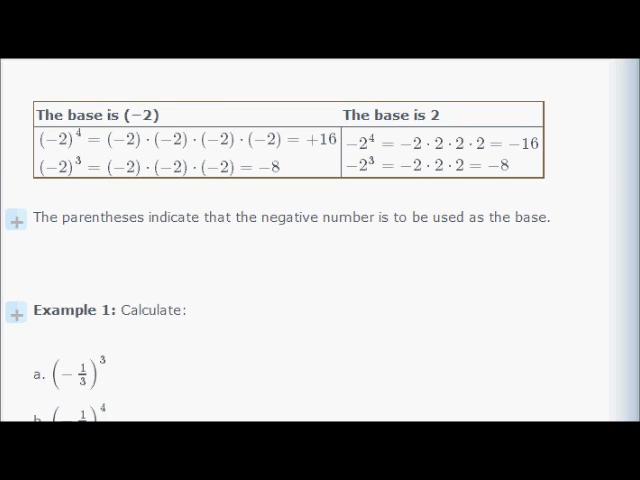 The base is (−2) The base is 2
(−2)^4 = (−2) · (−2) · (−2) · (−2) = +16 −2^4 = −2 · 2 · 2 · 2 = −16
(−2)^3 = (−2) · (−2) · (−2) = −8 −2^3 = −2 · 2 · 2 = −8
The parentheses indicate that the negative number is to be used as the base.
Example 1: Calculate:
a. (−1/3)^3
b. (−1/ )^4